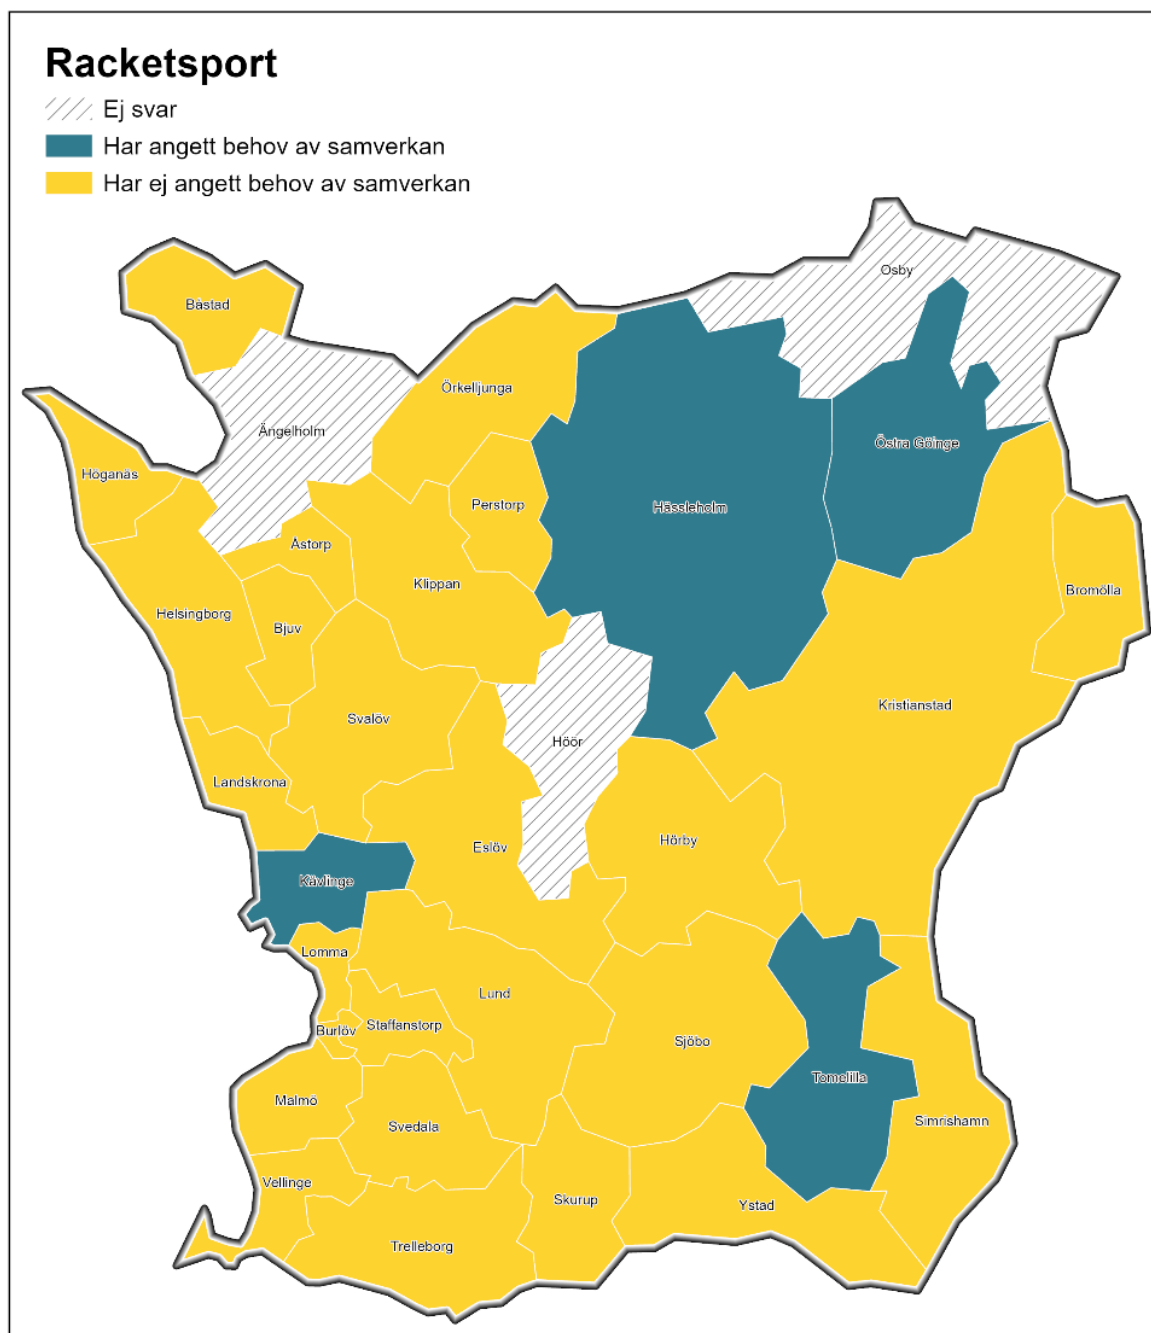 Racketsport
Ej svar
Har angett behov av samverkan
Har ej angett behov av samverkan
Osby
Båstad
Örkelljunga
Ängelholm
Östra Göinge
Höganäs
Perstorp
Hässleholm
Åstorp
Klippan
Bromölla
Helsingborg
Bjuv
Kristianstad
Svalöv
Höör
Landskrona
Hörby
Eslöv
Kävlinge
Lomma
Lund
Staffanstorp
Burlöv
Sjöbo
Tomelilla
Malmö
Simrishamn
Svedala
Vellinge
Skurup
Ystad
Trelleborg